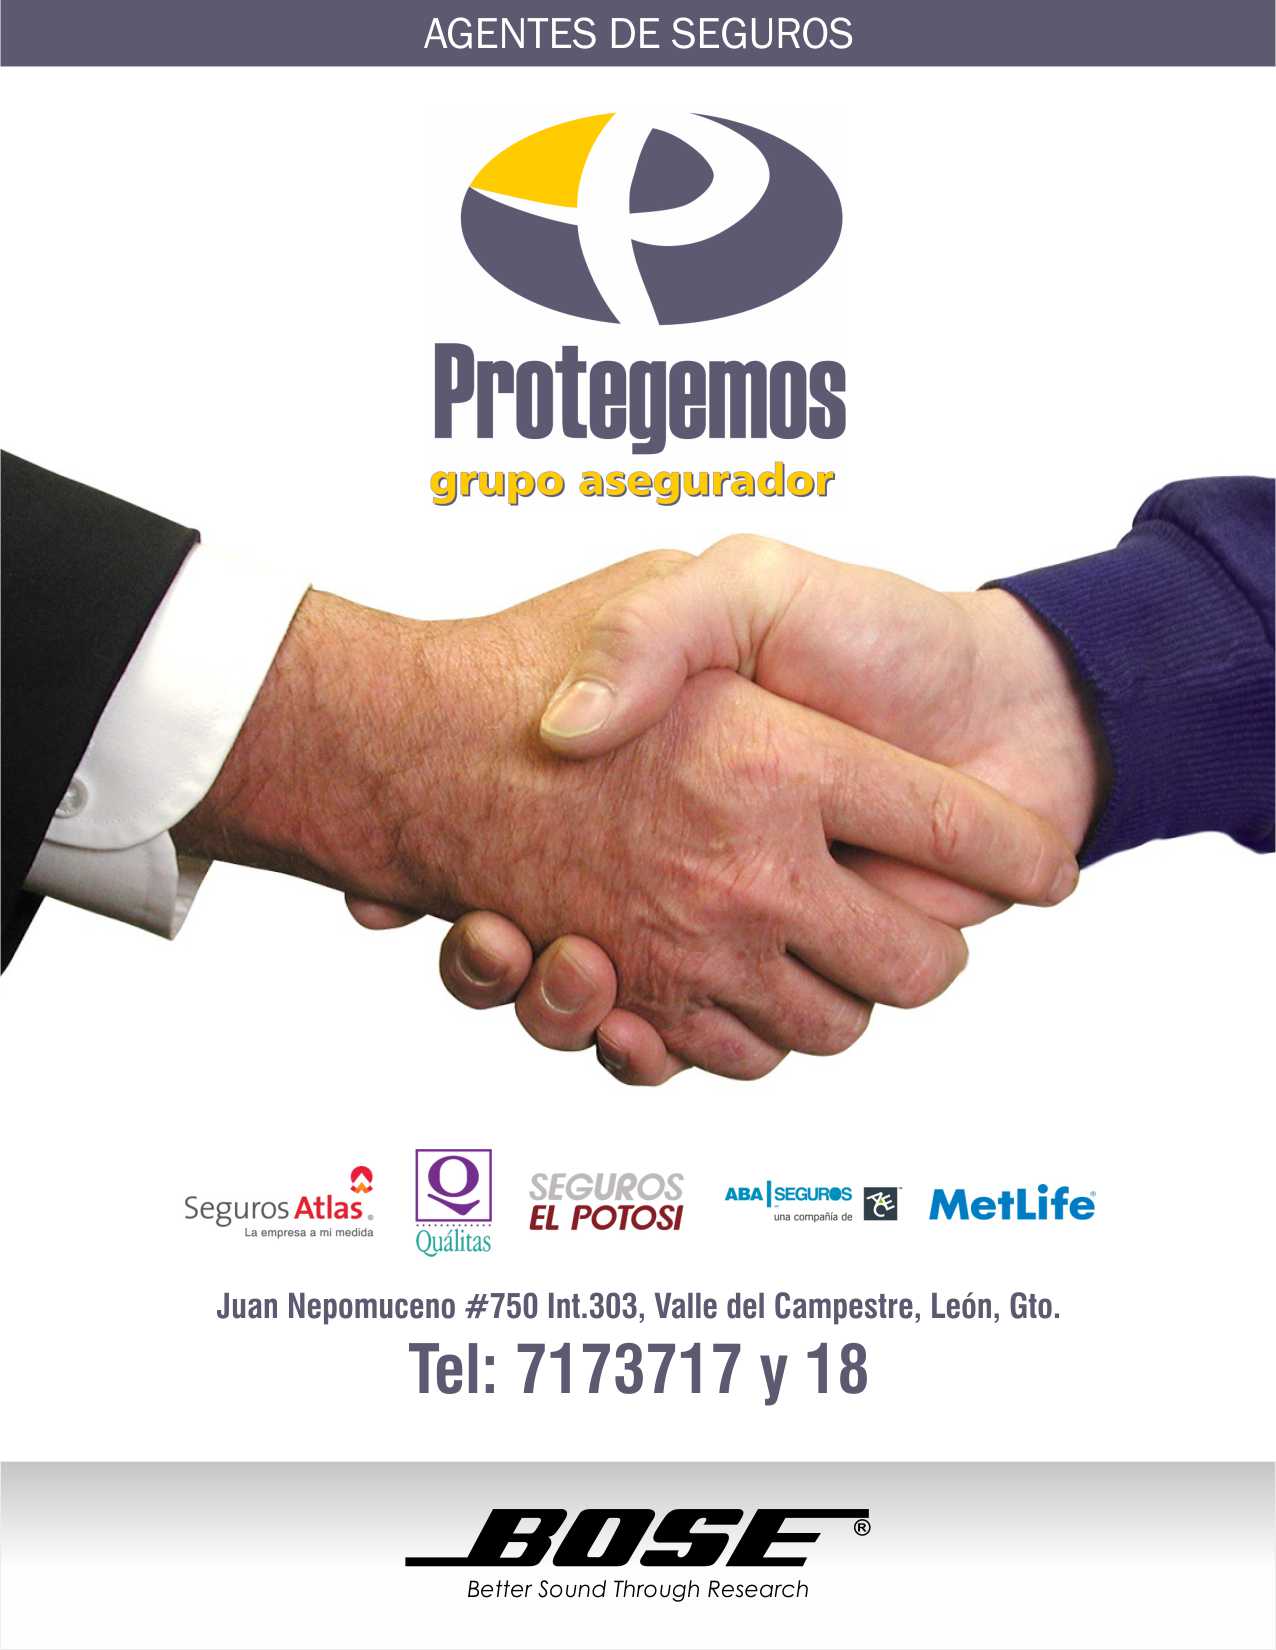 AGENTES DE SEGUROS
Protegemos
grupo asegurador
Seguros Atlas®
La empresa a mi medida
Q
Quálitas
SEGUROS
EL POTOSI
ABA SEGUROS™
una compañía de ACE™
MetLife®
Juan Nepomuceno #750 Int.303, Valle del Campestre, León, Gto.
Tel: 7173717 y 18
BOSE®
Better Sound Through Research